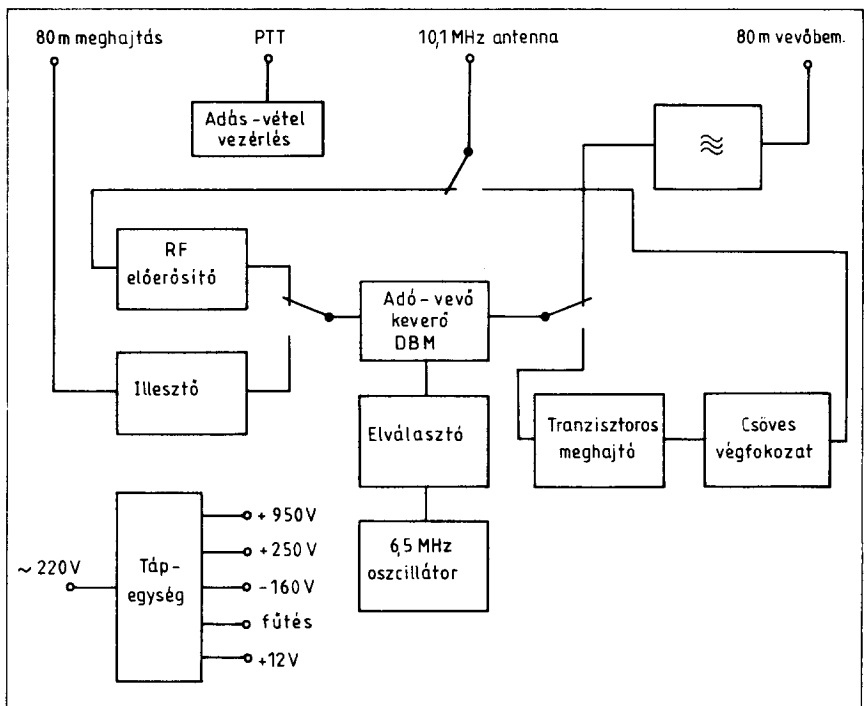 80 m meghajtás
PTT
10,1 MHz antenna
80 m vevőbem.
Adás-vétel
vezérlés
RF
előerősítő
Adó-vevő
keverő
DBM
Illesztő
Elválasztó
Tranzisztoros
meghajtó
Csöves
végfokozat
6,5 MHz
oszcillátor
~ 220V
Táp-
egység
+ 950V
+250V
-160V
fűtés
+12V